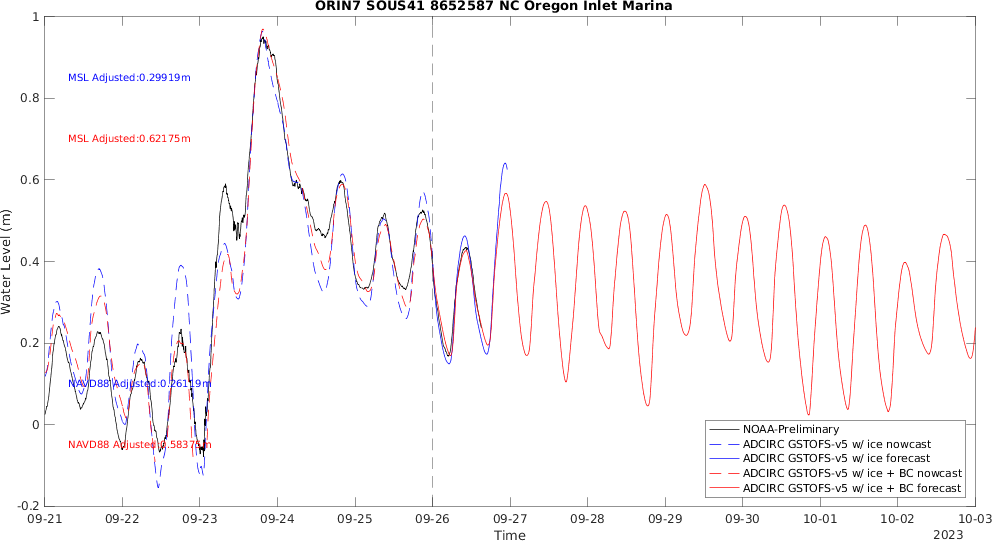 ORIN7 SOUS41 8652587 NC Oregon Inlet Marina
MSL Adjusted:0.29919m
MSL Adjusted:0.62175m
NAVD88 Adjusted:0.26119m
NAVD88 Adjusted:0.58375m
Water Level (m)
1
0.8
0.6
0.4
0.2
0
-0.2
09-21 09-22 09-23 09-24 09-25 09-26 09-27 09-28 09-29 09-30 10-01 10-02 10-03
Time
2023
NOAA-Preliminary
ADCIRC GSTOFS-v5 w/ ice nowcast
ADCIRC GSTOFS-v5 w/ ice forecast
ADCIRC GSTOFS-v5 w/ ice + BC nowcast
ADCIRC GSTOFS-v5 w/ ice + BC forecast